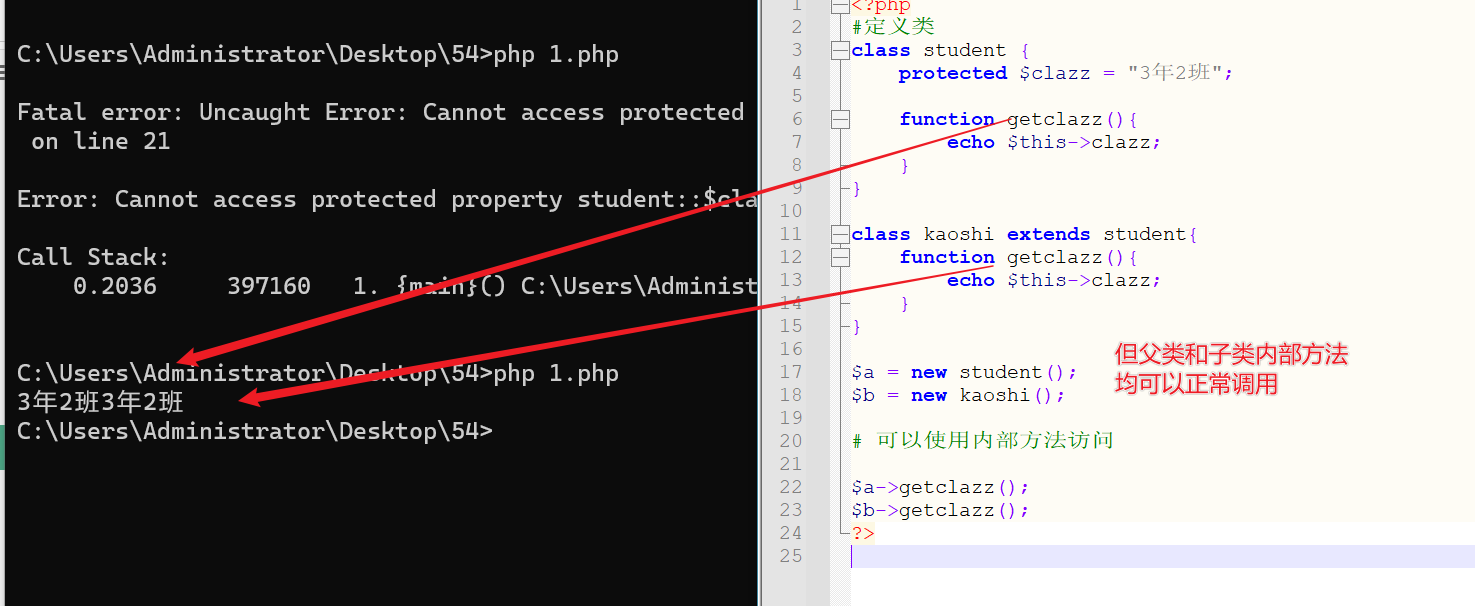 C:\Users\Administrator\Desktop\54>php 1.php
Fatal error: Uncaught Error: Cannot access protected
on line 21
Error: Cannot access protected property student::$cla
Call Stack:
0.2036 397160 1. {main}() C:\Users\Administ
C:\Users\Administrator\Desktop\54>php 1.php
3年2班3年2班
C:\Users\Administrator\Desktop\54>
1 <?php
2 #定义类
3 class student {
4 protected $clazz = "3年2班";
5
6 function getclazz(){
7 echo $this->clazz;
8 }
9 }
10
11 class kaoshi extends student{
12 function getclazz(){
13 echo $this->clazz;
14 }
15 }
16
17 $a = new student();
18 $b = new kaoshi();
19
20 # 可以使用内部方法访问
21
22 $a->getclazz();
23 $b->getclazz();
24 ?>
25
但父类和子类内部方法
均可以正常调用